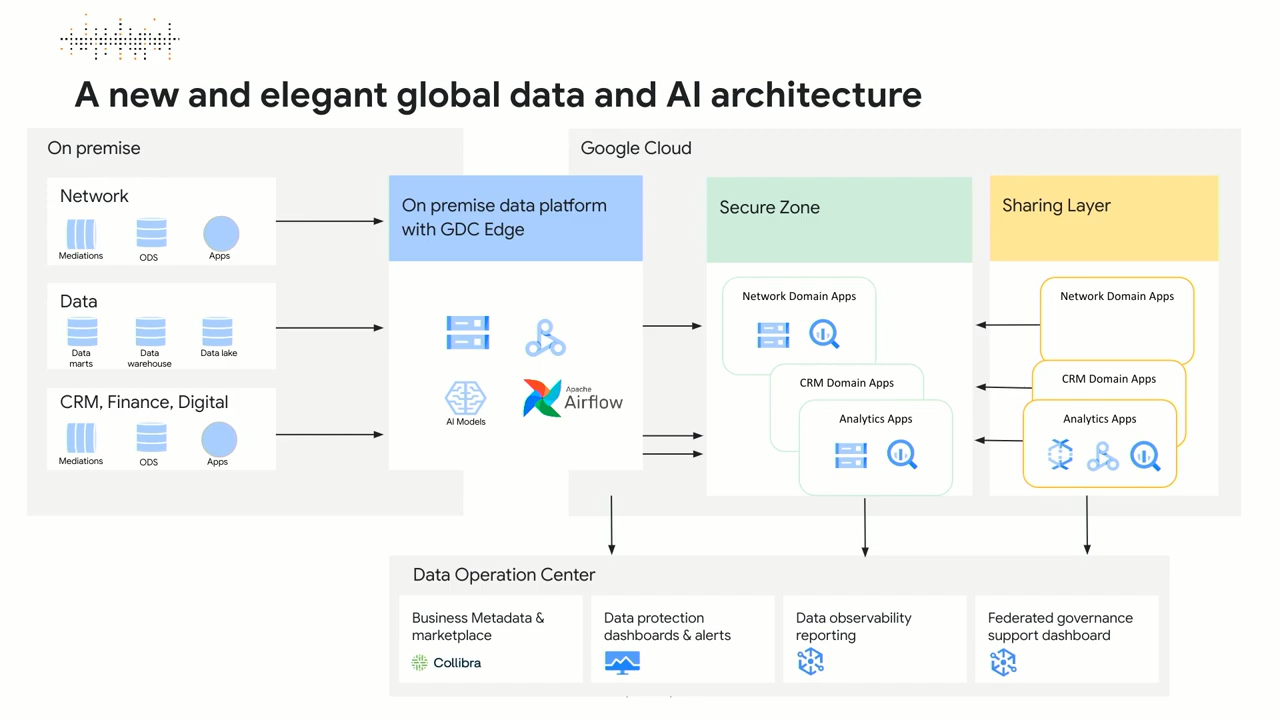 A new and elegant global data and AI architecture
On premise
Network
Mediations
ODS
Apps
Data
Data
marts
Data
warehouse
Data lake
CRM, Finance, Digital
Mediations
ODS
Apps
On premise data platform
with GDC Edge
AI Models
Apache
Airflow
Google Cloud
Secure Zone
Network Domain Apps
CRM Domain Apps
Analytics Apps
Sharing Layer
Network Domain Apps
CRM Domain Apps
Analytics Apps
Data Operation Center
Business Metadata &
marketplace
Collibra
Data protection
dashboards & alerts
Data observability
reporting
Federated governance
support dashboard